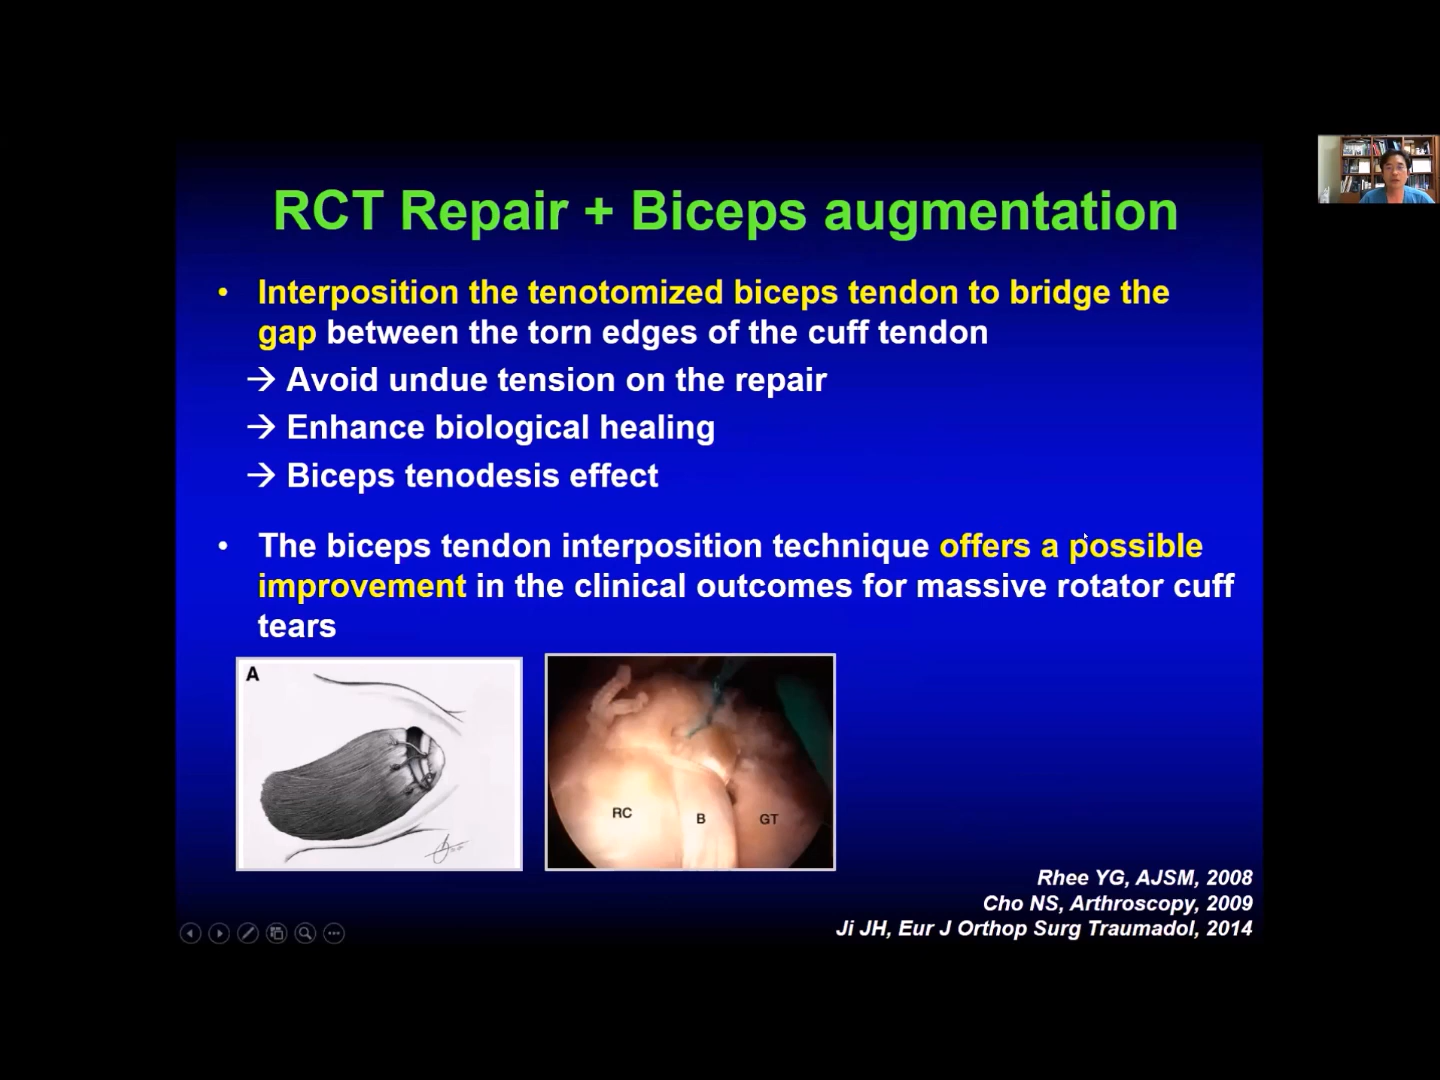 RCT Repair + Biceps augmentation
• Interposition the tenotomized biceps tendon to bridge the
gap between the torn edges of the cuff tendon
→ Avoid undue tension on the repair
→ Enhance biological healing
→ Biceps tenodesis effect
• The biceps tendon interposition technique offers a possible
improvement in the clinical outcomes for massive rotator cuff
tears
A
RC B GT
Rhee YG, AJSM, 2008
Cho NS, Arthroscopy, 2009
Ji JH, Eur J Orthop Surg Traumadol, 2014